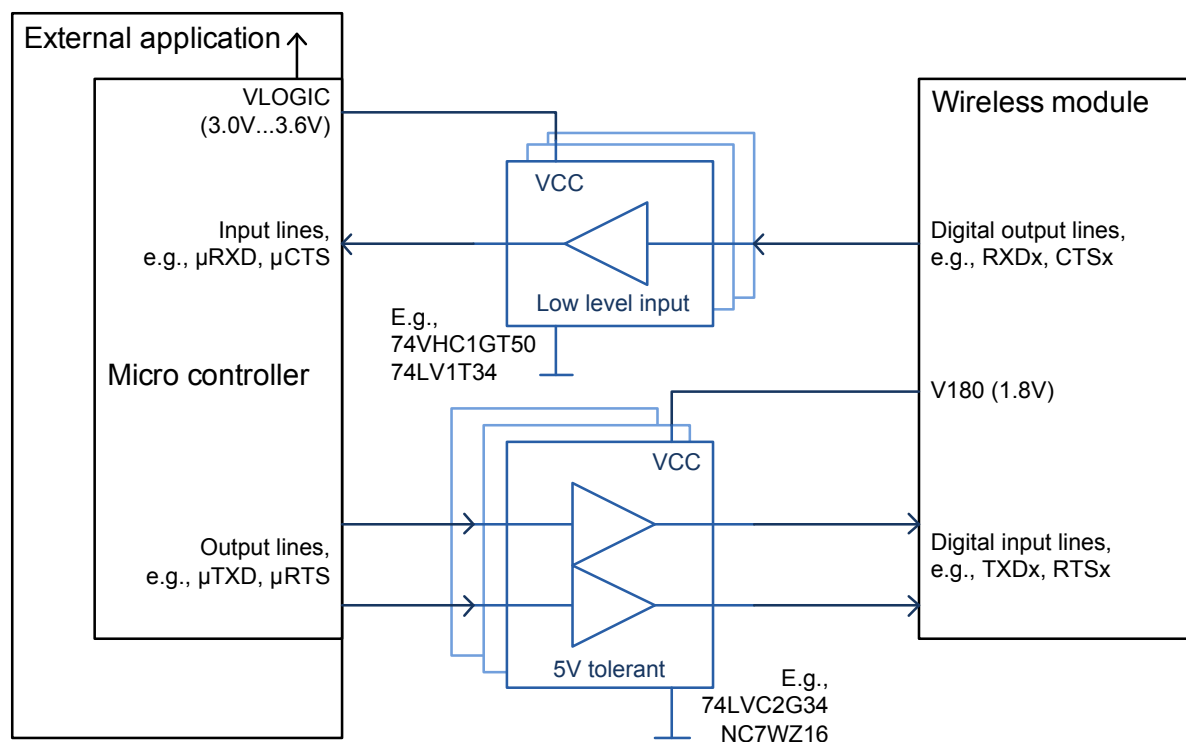 External application
VLOGIC
(3.0V...3.6V)
Wireless module
VCC
Input lines,
e.g., µRXD, µCTS
Digital output lines,
e.g., RXDx, CTSx
Low level input
E.g.,
74VHC1GT50
74LV1T34
Micro controller
V180 (1.8V)
VCC
Output lines,
e.g., µTXD, µRTS
Digital input lines,
e.g., TXDx, RTSx
5V tolerant
E.g.,
74LVC2G34
NC7WZ16